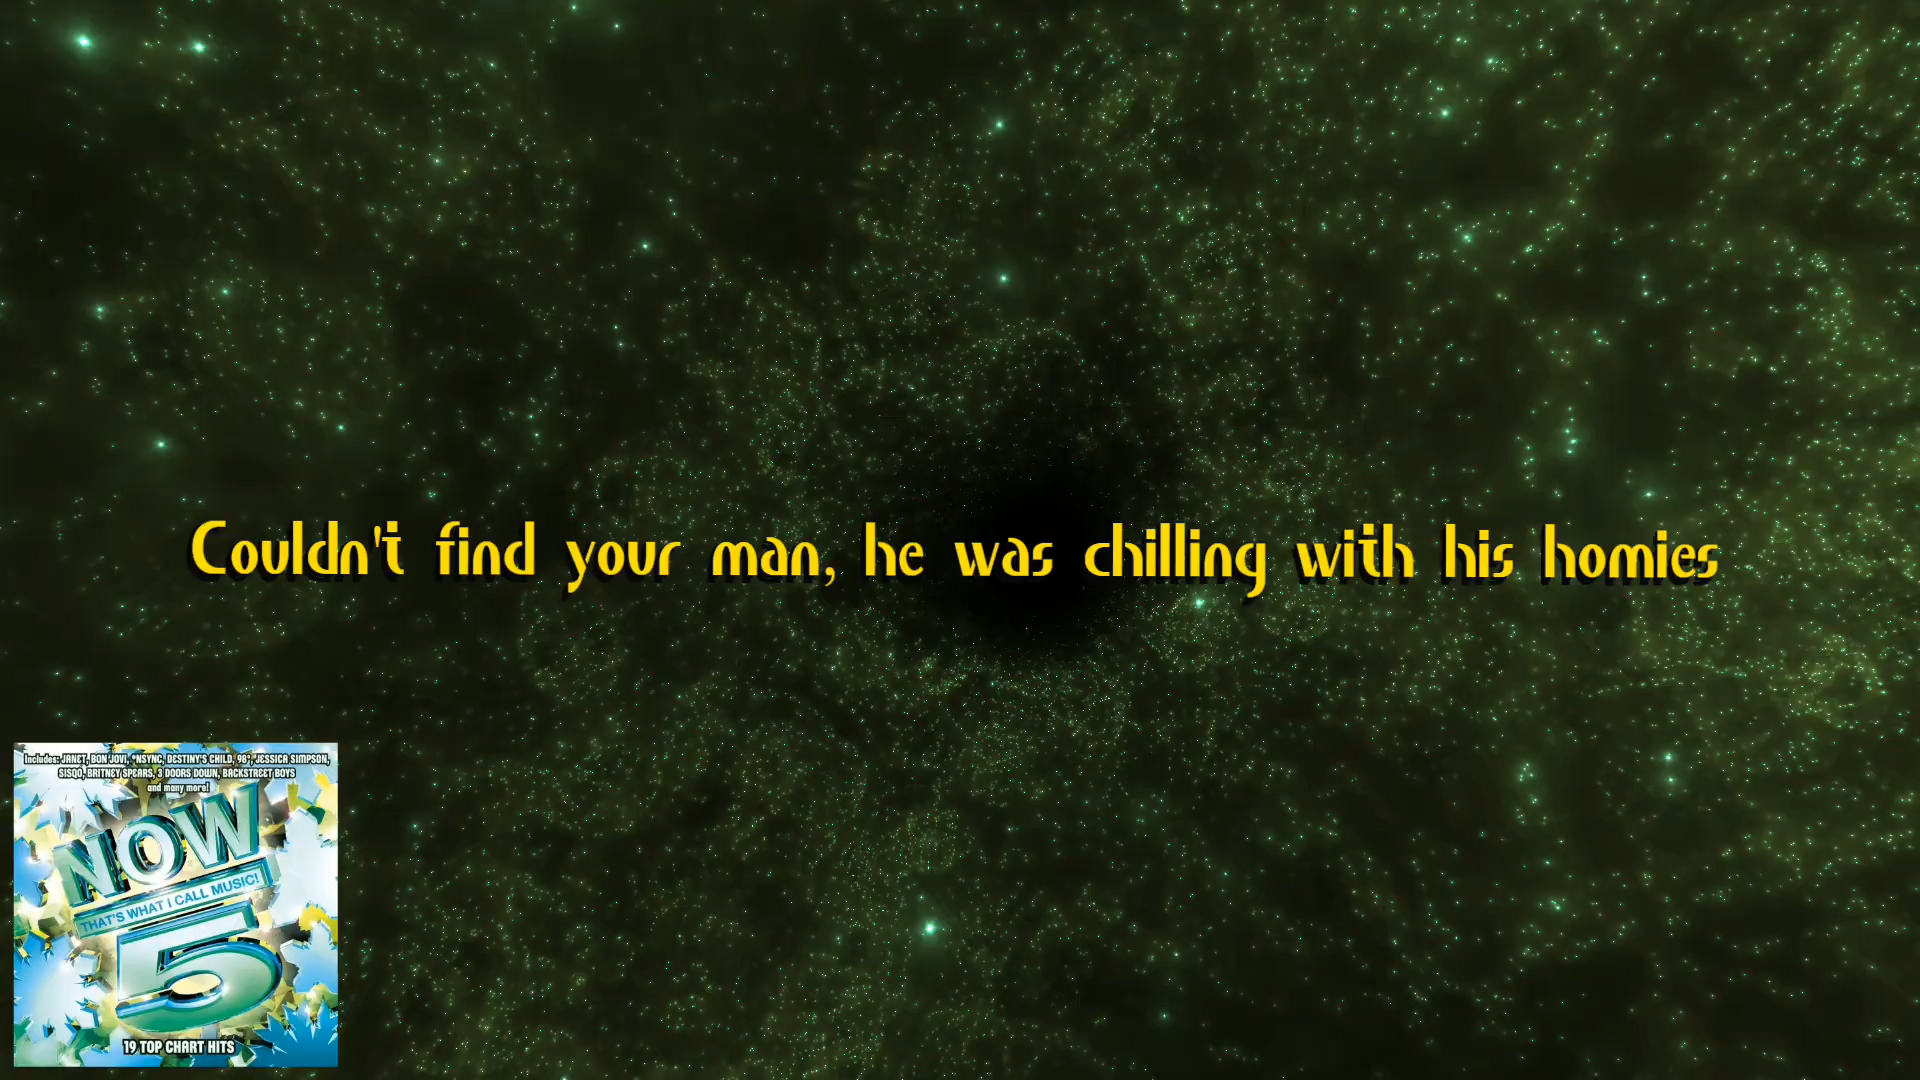 Couldn't find your man, he was chilling with his homies
Includes: JANET, BON JOVI, *NSYNC, DESTINY'S CHILD, 98°, JESSICA SIMPSON,
SISQO, BRITNEY SPEARS, 3 DOORS DOWN, BACKSTREET BOYS
and many more!
NOW
THAT'S WHAT I CALL MUSIC!
5
19 TOP CHART HITS